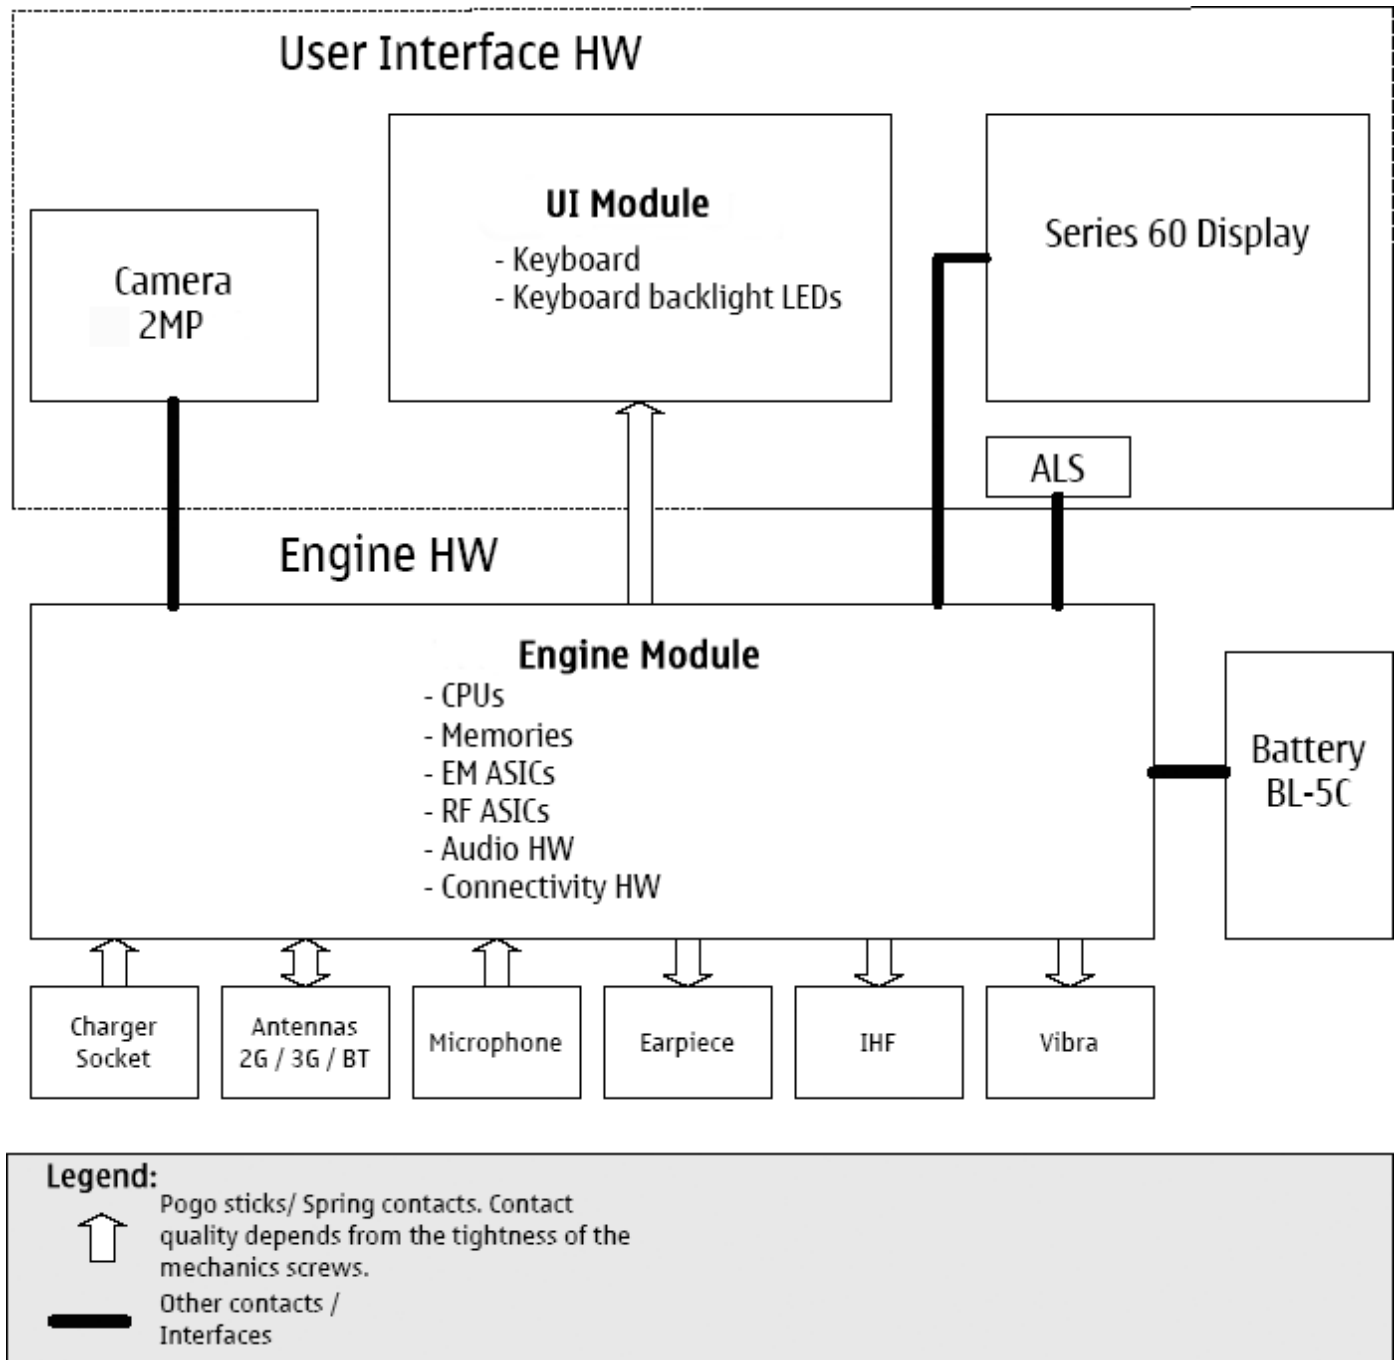 User Interface HW
UI Module
- Keyboard
- Keyboard backlight LEDs
Series 60 Display
Camera
2MP
ALS
Engine HW
Engine Module
- CPUs
- Memories
- EM ASICs
- RF ASICs
- Audio HW
- Connectivity HW
Battery
BL-5C
Charger
Socket
Antennas
2G / 3G / BT
Microphone
Earpiece
IHF
Vibra
Legend:
Pogo sticks/ Spring contacts. Contact
quality depends from the tightness of the
mechanics screws.
Other contacts /
Interfaces